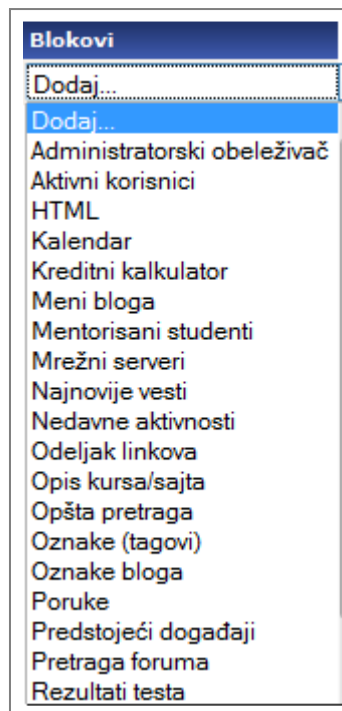 Blokovi
Dodaj...
Dodaj...
Administratorski obeleživač
Aktivni korisnici
HTML
Kalendar
Kreditni kalkulator
Meni bloga
Mentorisani studenti
Mrežni serveri
Najnovije vesti
Nedavne aktivnosti
Odeljak linkova
Opis kursa/sajta
Opšta pretraga
Oznake (tagovi)
Oznake bloga
Poruke
Predstojeći događaji
Pretraga foruma
Rezultati testa